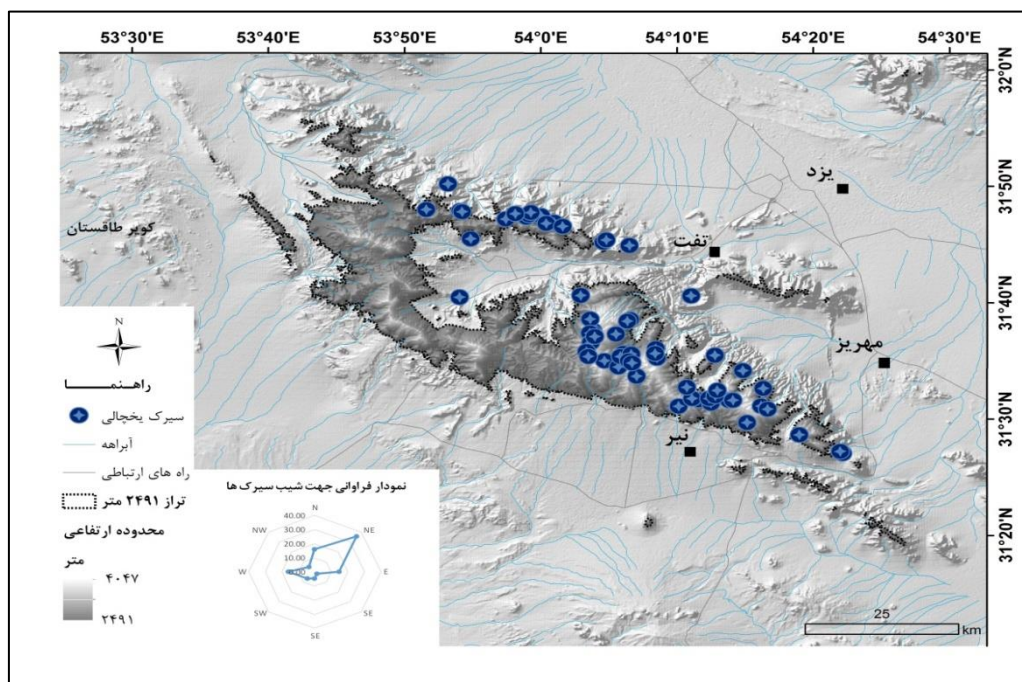 53°30'E 53°40'E 53°50'E 54°0'E 54°10'E 54°20'E 54°30'E
32°0'N
31°50'N
31°40'N
31°30'N
31°20'N
یزد
تفت
کویر طاقستان
مهریز
نیر
N
راهنمـــا
سیرک یخچالی
آبراهه
راه های ارتباطی
تراز ۲۴۹۱ متر
محدوده ارتفاعی
متر
۴۰۴۷
۲۴۹۱
نمودار فراوانی جهت شیب سیرک ها
N
40.00
30.00
20.00
10.00
NW
NE
W
E
SW
SE
SE
25
km